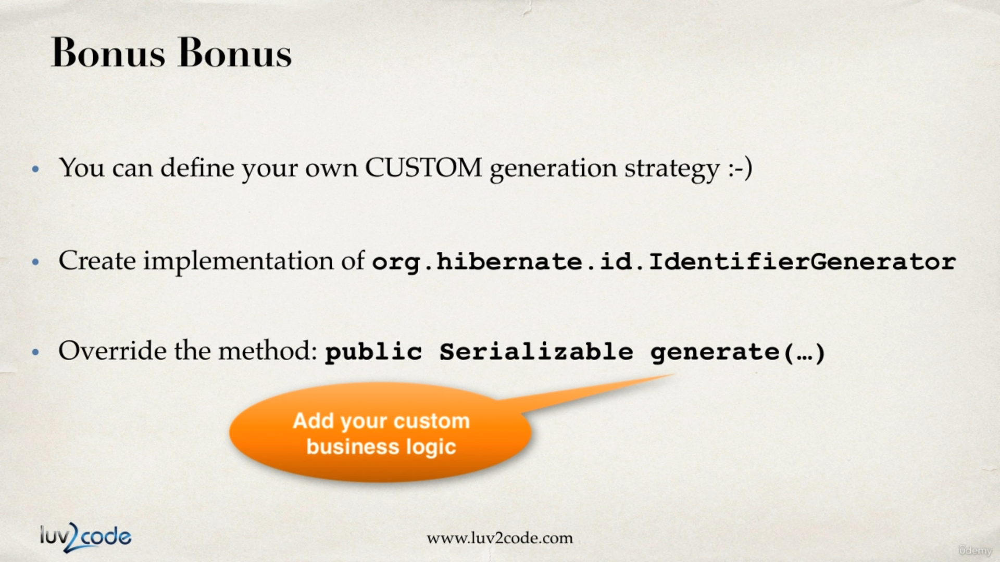 Bonus Bonus
• You can define your own CUSTOM generation strategy :-)
• Create implementation of org.hibernate.id.IdentifierGenerator
• Override the method: public Serializable generate(…)
Add your custom
business logic
luv2code
www.luv2code.com
ûdemy